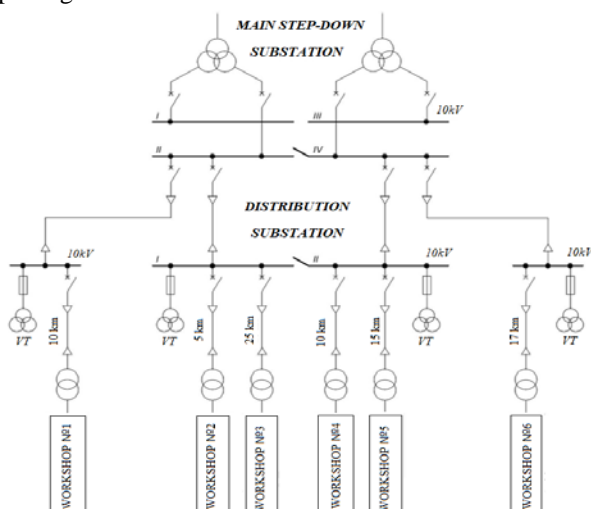 MAIN STEP-DOWN
SUBSTATION
I
III
10kV
II
IV
DISTRIBUTION
SUBSTATION
10kV
I
II
10kV
10kV
VT
10 km
VT
5 km
25 km
10 km
15 km
VT
17 km
VT
WORKSHOP №1
WORKSHOP №2
WORKSHOP №3
WORKSHOP №4
WORKSHOP №5
WORKSHOP №6